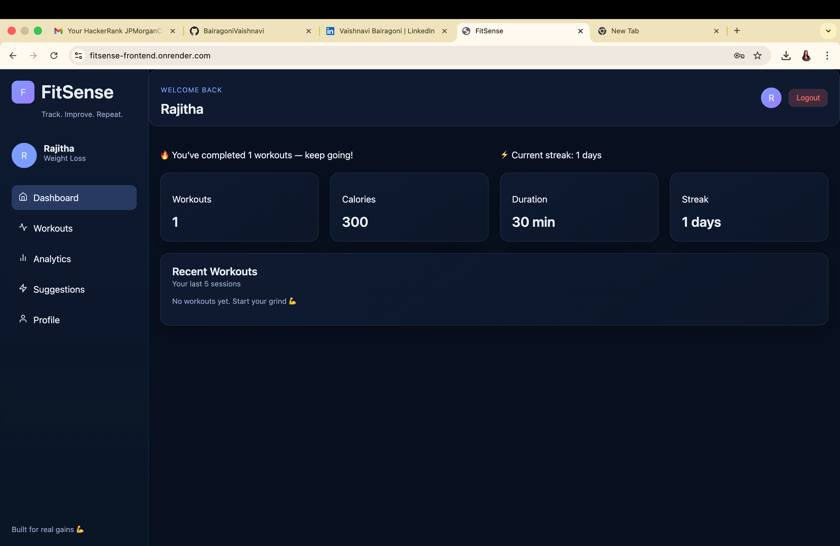 Your HackerRank JPMorganC
BairagoniVaishnavi
Vaishnavi Bairagoni | LinkedIn
FitSense
New Tab
fitsense-frontend.onrender.com
F
FitSense
Track. Improve. Repeat.
R
Rajitha
Weight Loss
Dashboard
Workouts
Analytics
Suggestions
Profile
Built for real gains 💪
WELCOME BACK
Rajitha
R
Logout
🔥 You've completed 1 workouts — keep going!
⚡ Current streak: 1 days
Workouts
1
Calories
300
Duration
30 min
Streak
1 days
Recent Workouts
Your last 5 sessions
No workouts yet. Start your grind 💪